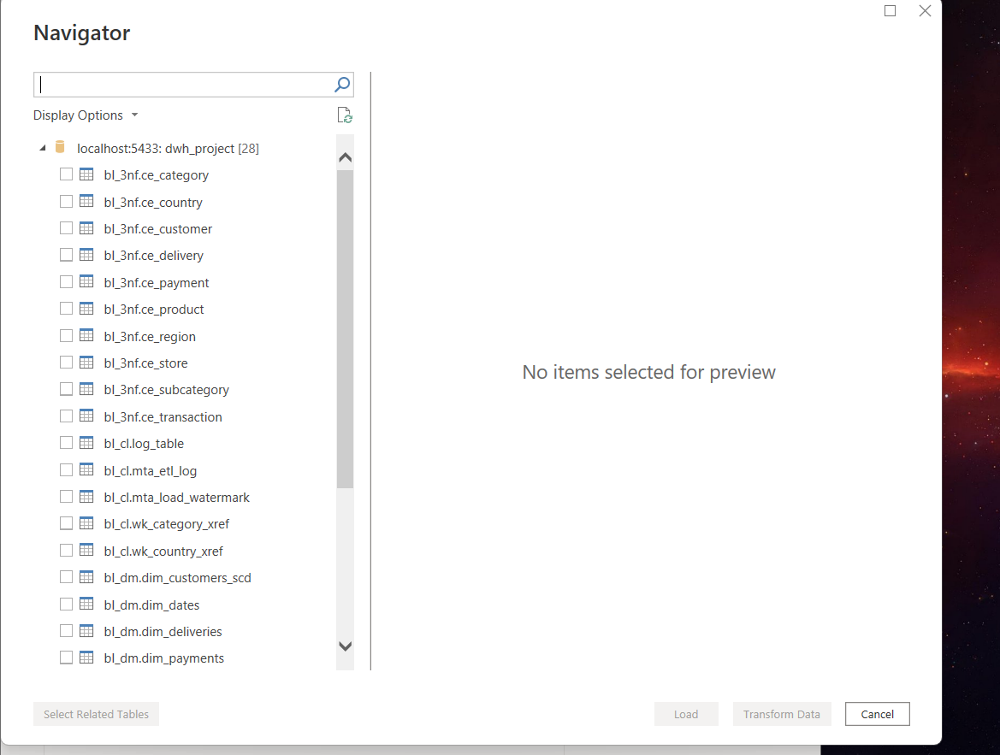 Navigator
Display Options
localhost:5433: dwh_project [28]
bl_3nf.ce_category
bl_3nf.ce_country
bl_3nf.ce_customer
bl_3nf.ce_delivery
bl_3nf.ce_payment
bl_3nf.ce_product
bl_3nf.ce_region
bl_3nf.ce_store
bl_3nf.ce_subcategory
bl_3nf.ce_transaction
bl_cl.log_table
bl_cl.mta_etl_log
bl_cl.mta_load_watermark
bl_cl.wk_category_xref
bl_cl.wk_country_xref
bl_dm.dim_customers_scd
bl_dm.dim_dates
bl_dm.dim_deliveries
bl_dm.dim_payments
No items selected for preview
Select Related Tables
Load
Transform Data
Cancel